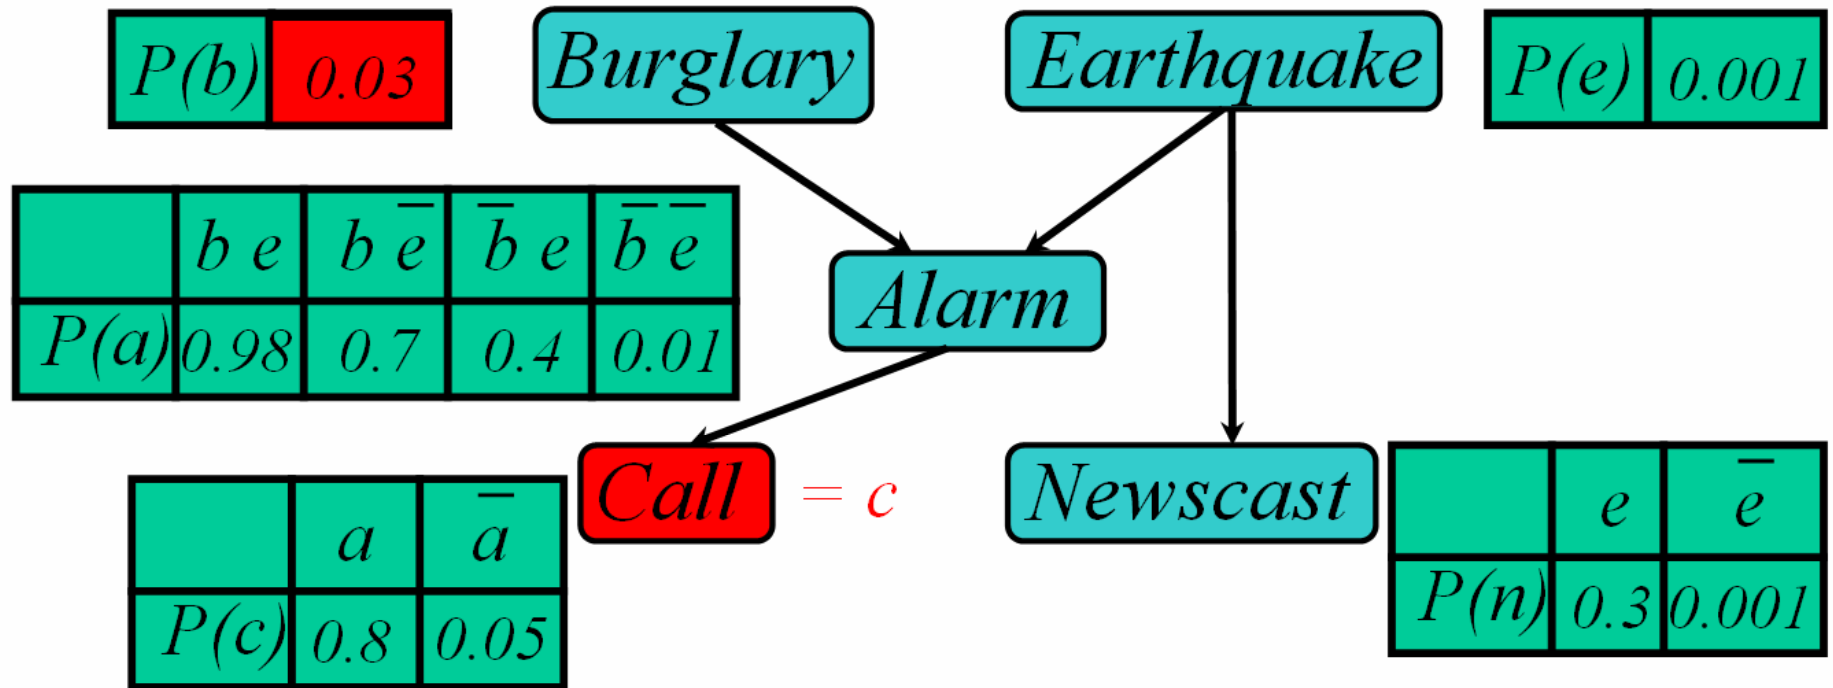 P(b) 0.03
Burglary
Earthquake
P(e) 0.001
b e b e̅ b̅ e b̅ e̅
P(a) 0.98 0.7 0.4 0.01
Alarm
Call = c
Newscast
a a̅
P(c) 0.8 0.05
e e̅
P(n) 0.3 0.001